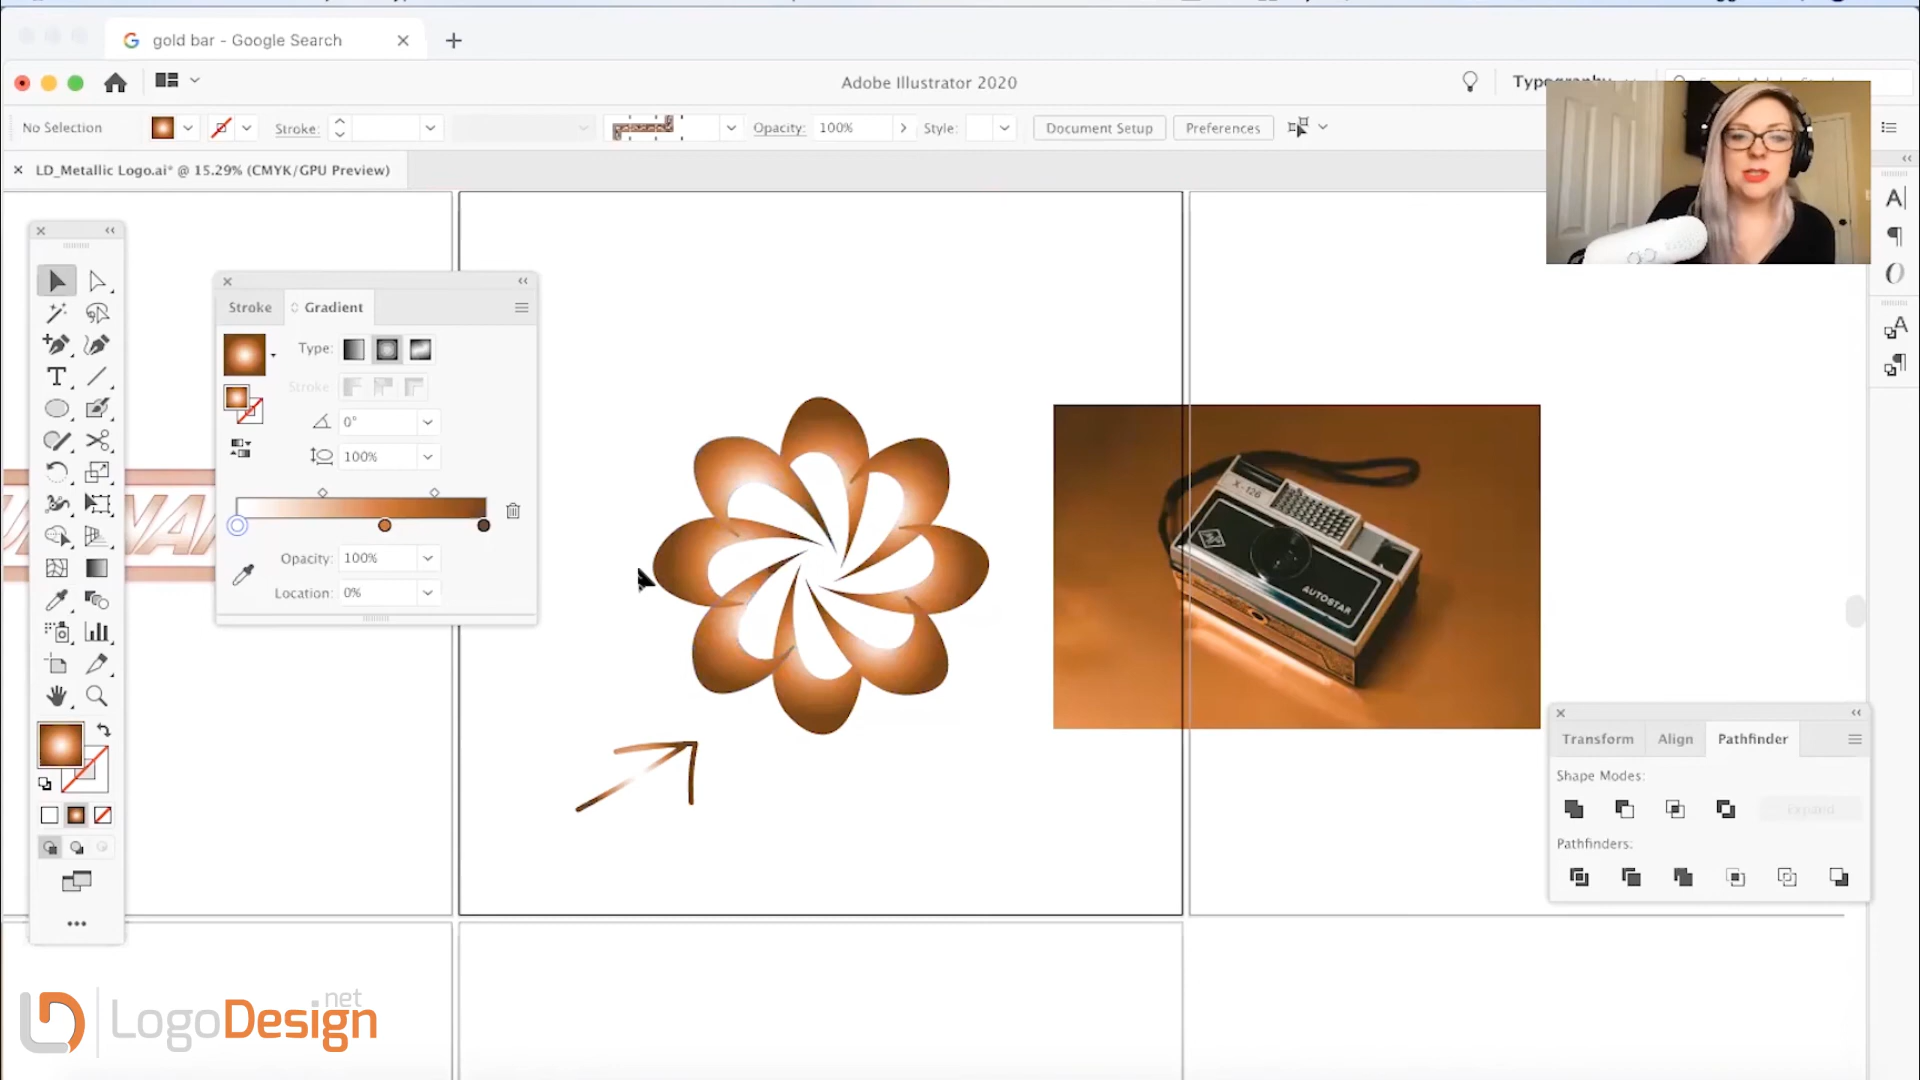 gold bar - Google Search
Adobe Illustrator 2020
No Selection
Stroke:
Opacity: 100%
Style:
Document Setup
Preferences
LD_Metallic Logo.ai* @ 15.29% (CMYK/GPU Preview)
Stroke
Gradient
Type:
Stroke:
0°
100%
Opacity: 100%
Location: 0%
X-126
AUTOSTAR
Transform
Align
Pathfinder
Shape Modes:
Expand
Pathfinders:
LogoDesign
.net